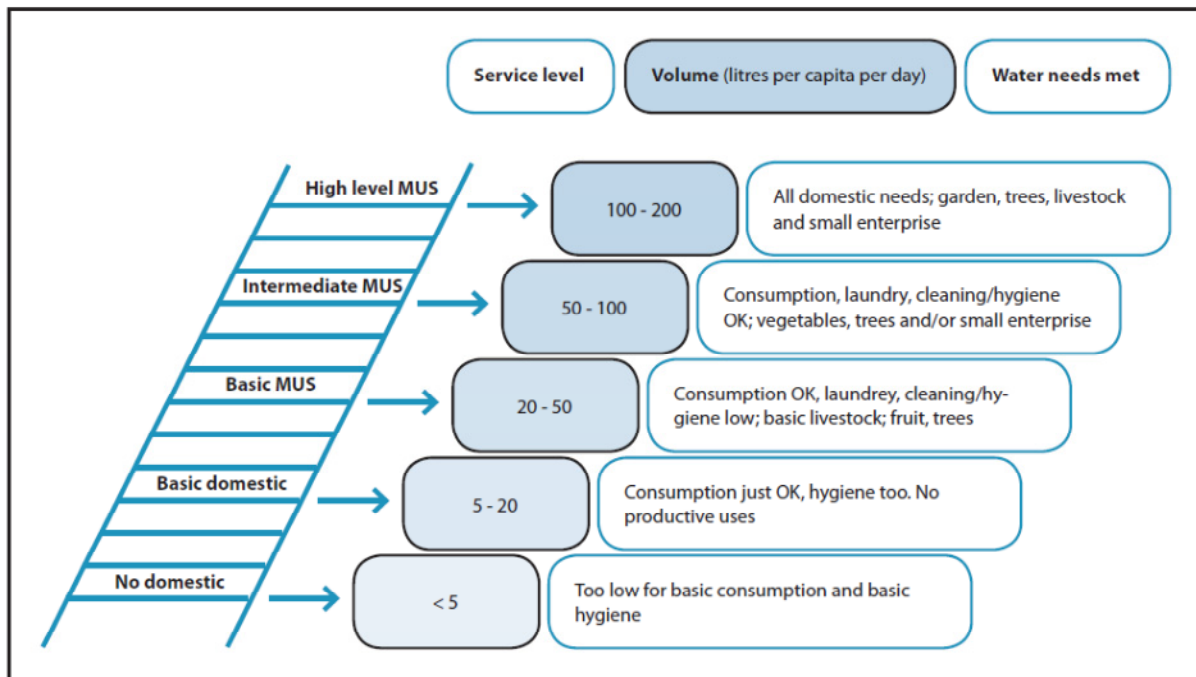 Service level
Volume (litres per capita per day)
Water needs met
High level MUS
100 - 200
All domestic needs; garden, trees, livestock
and small enterprise
Intermediate MUS
50 - 100
Consumption, laundry, cleaning/hygiene
OK; vegetables, trees and/or small enterprise
Basic MUS
20 - 50
Consumption OK, laundrey, cleaning/hy-
giene low; basic livestock; fruit, trees
Basic domestic
5 - 20
Consumption just OK, hygiene too. No
productive uses
No domestic
< 5
Too low for basic consumption and basic
hygiene